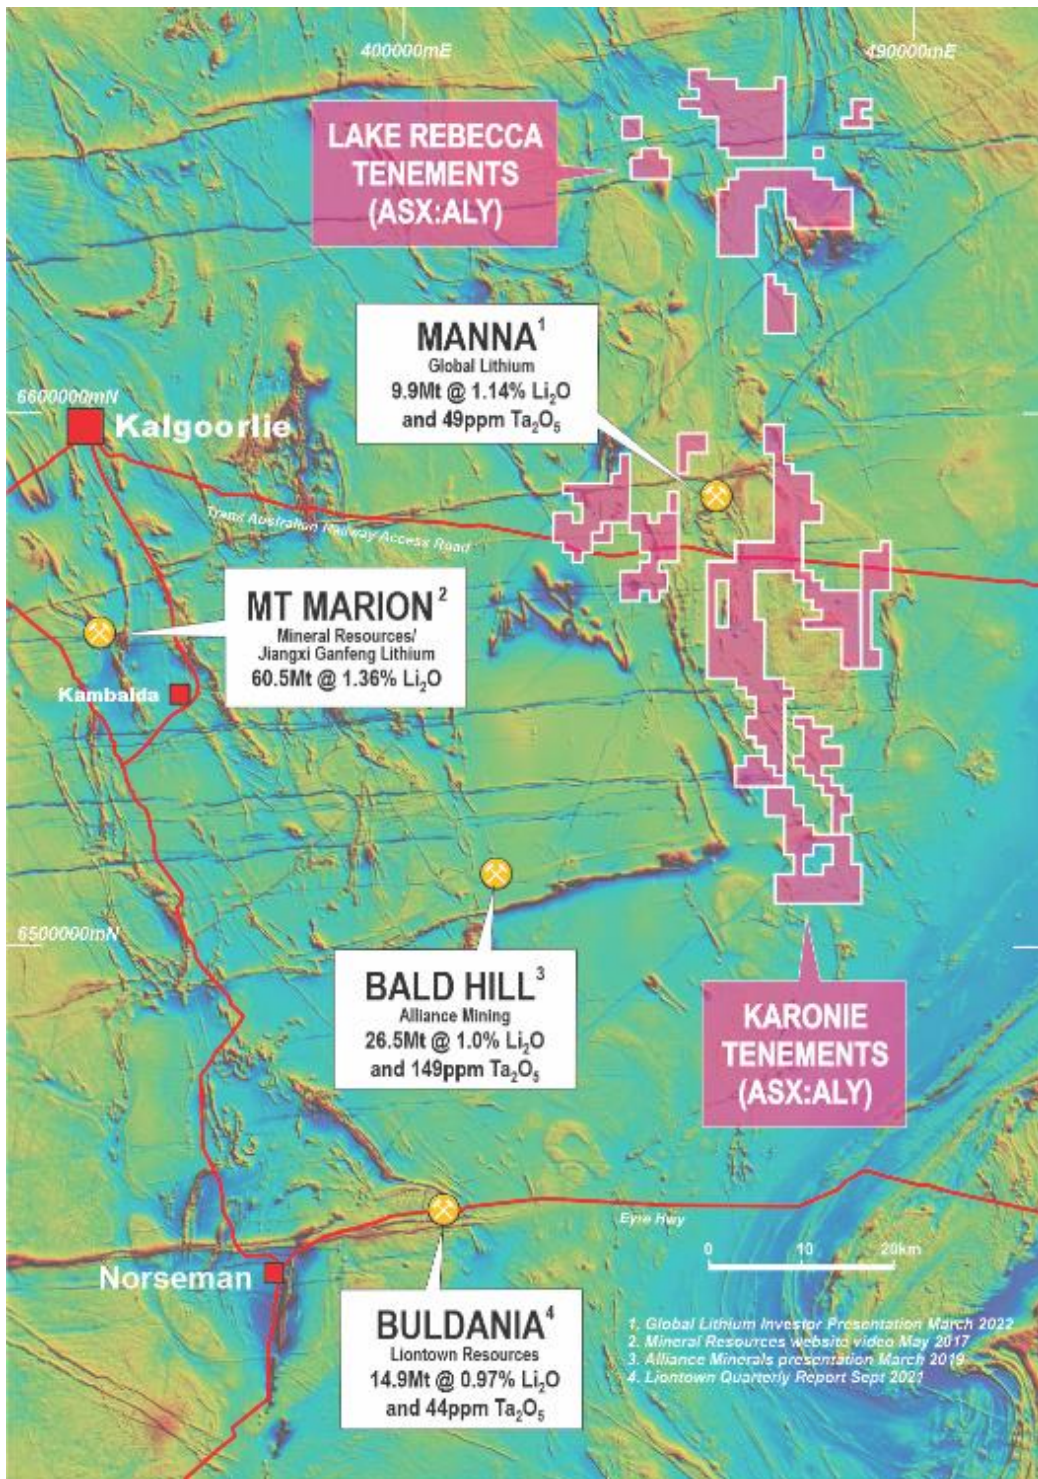 400000mE
490000mE
LAKE REBECCA
TENEMENTS
(ASX:ALY)
MANNA¹
Global Lithium
9.9Mt @ 1.14% Li₂O
and 49ppm Ta₂O₅
6600000mN
Kalgoorlie
Trans Australian Railway Access Road
MT MARION²
Mineral Resources/
Jiangxi Ganfeng Lithium
60.5Mt @ 1.36% Li₂O
Kambalda
6500000mN
BALD HILL³
Alliance Mining
26.5Mt @ 1.0% Li₂O
and 149ppm Ta₂O₅
KARONIE
TENEMENTS
(ASX:ALY)
Eyre Hwy
0 10 20km
Norseman
BULDANIA⁴
Liontown Resources
14.9Mt @ 0.97% Li₂O
and 44ppm Ta₂O₅
1. Global Lithium Investor Presentation March 2022
2. Mineral Resources website video May 2017
3. Alliance Minerals presentation March 2019
4. Liontown Quarterly Report Sept 2021